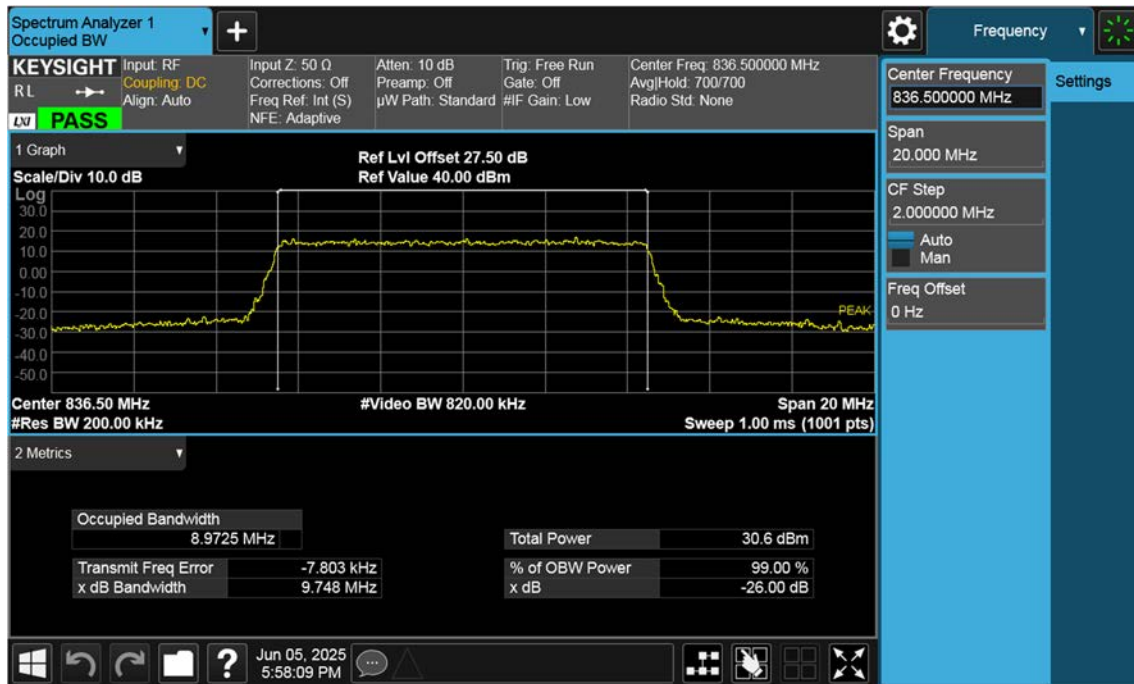 Spectrum Analyzer 1
Occupied BW
Frequency
KEYSIGHT
R L
LXI
PASS
Input: RF
Coupling: DC
Align: Auto
Input Z: 50 Ω
Corrections: Off
Freq Ref: Int (S)
NFE: Adaptive
Atten: 10 dB
Preamp: Off
µW Path: Standard
Trig: Free Run
Gate: Off
#IF Gain: Low
Center Freq: 836.500000 MHz
Avg|Hold: 700/700
Radio Std: None
1 Graph
Scale/Div 10.0 dB
Ref Lvl Offset 27.50 dB
Ref Value 40.00 dBm
Log
30.0
20.0
10.0
0.00
-10.0
-20.0
-30.0
-40.0
-50.0
PEAK
Center 836.50 MHz
#Video BW 820.00 kHz
Span 20 MHz
#Res BW 200.00 kHz
Sweep 1.00 ms (1001 pts)
2 Metrics
Occupied Bandwidth
8.9725 MHz
Total Power 30.6 dBm
Transmit Freq Error -7.803 kHz
% of OBW Power 99.00 %
x dB Bandwidth 9.748 MHz
x dB -26.00 dB
Center Frequency
836.500000 MHz
Settings
Span
20.000 MHz
CF Step
2.000000 MHz
Auto
Man
Freq Offset
0 Hz
?
Jun 05, 2025
5:58:09 PM